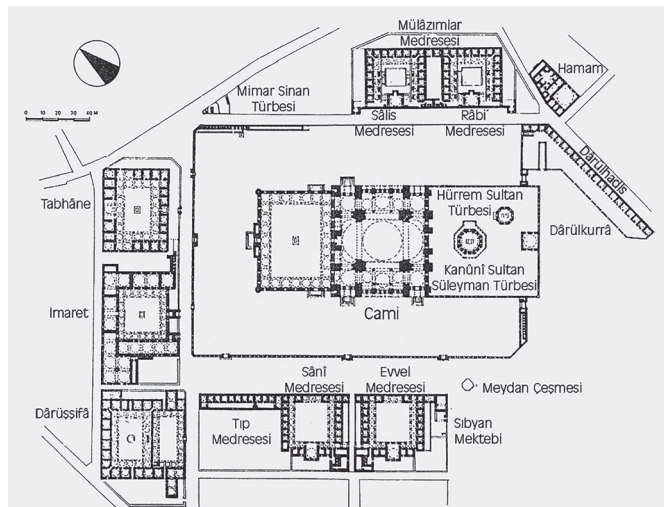 Mülâzımlar
Medresesi
Hamam
Mimar Sinan
Türbesi
0 10 20 30 40 M
Sâlis
Medresesi
Râbi'
Medresesi
Dârülhadis
Tabhâne
Hürrem Sultan
Türbesi
Dârülkurrâ
Kanûnî Sultan
Süleyman Türbesi
İmaret
Cami
Sânî
Medresesi
Evvel
Medresesi
Meydan Çeşmesi
Dârüşşifâ
Tıp
Medresesi
Sıbyan
Mektebi